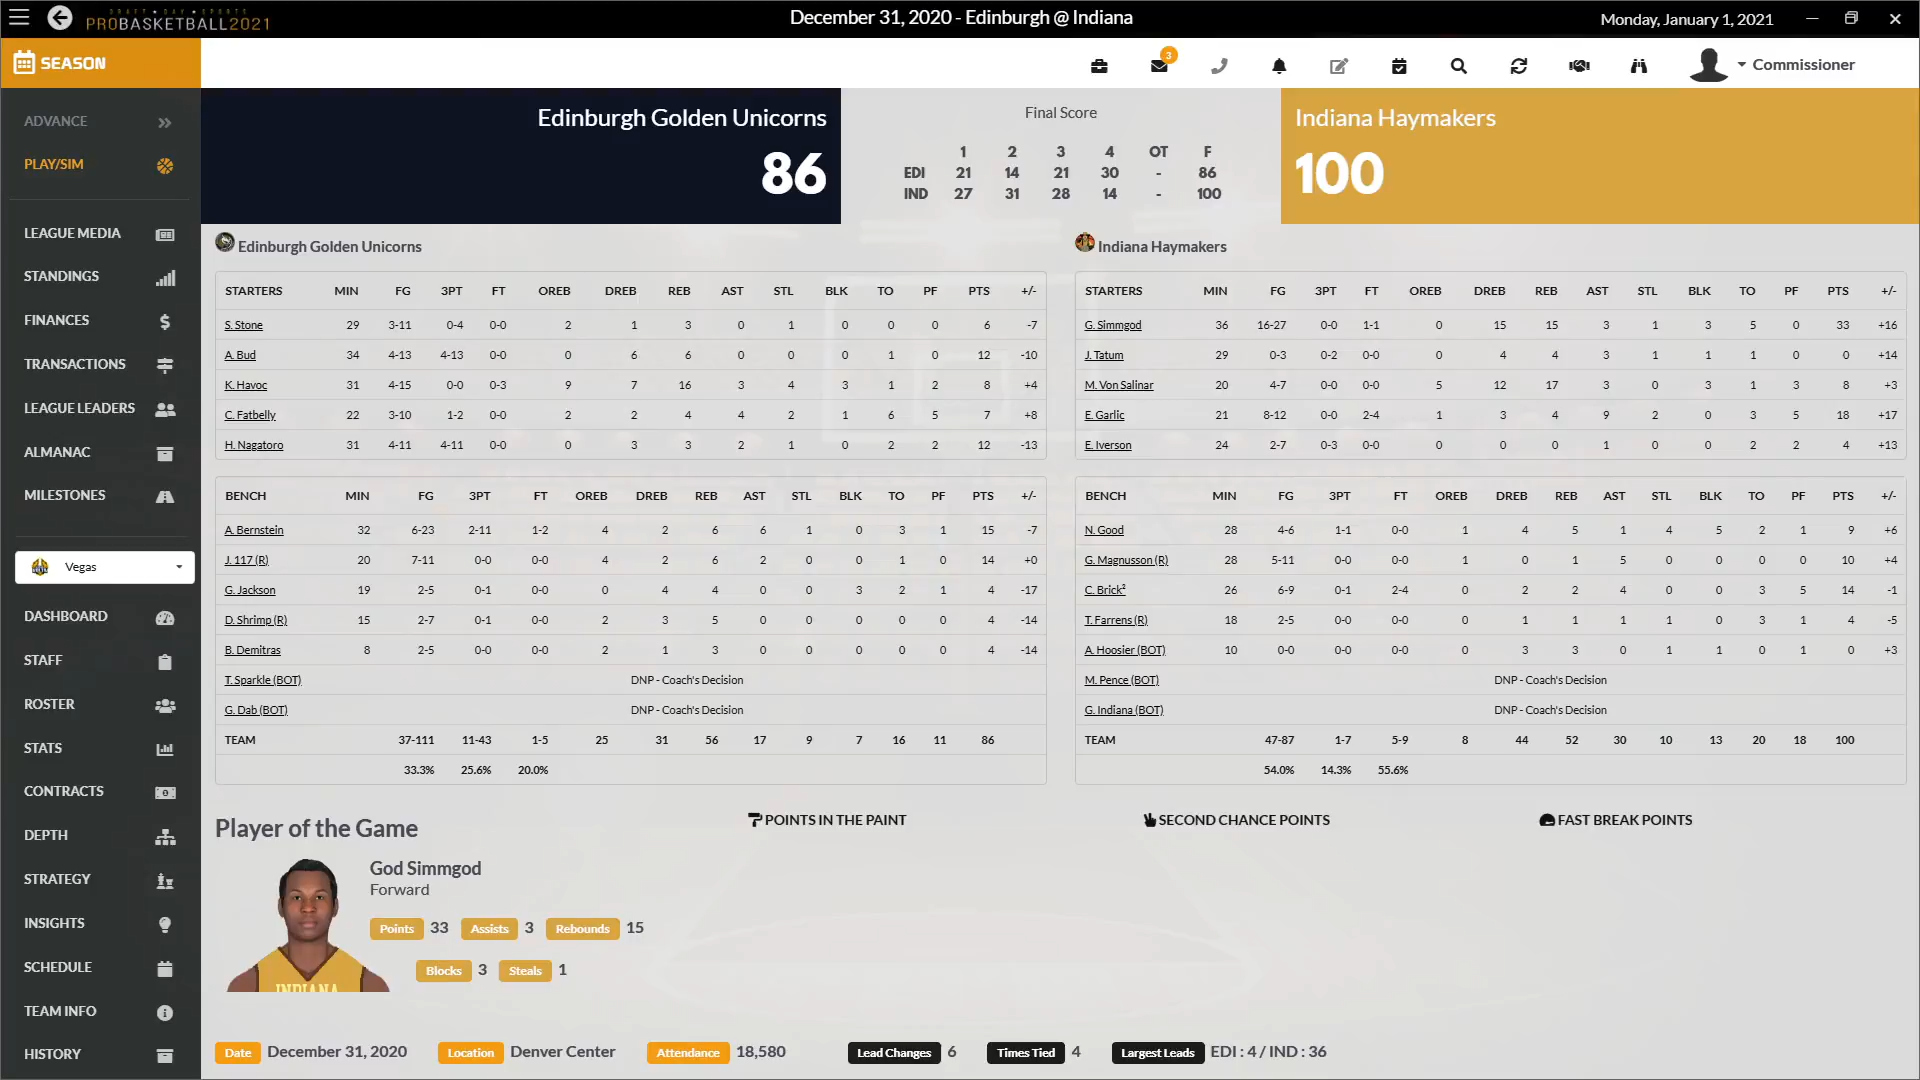 DRAFT DAY SPORTS
PROBASKETBALL2021
December 31, 2020 - Edinburgh @ Indiana
Monday, January 1, 2021
SEASON
3
Commissioner
ADVANCE
PLAY/SIM
LEAGUE MEDIA
STANDINGS
FINANCES
TRANSACTIONS
LEAGUE LEADERS
ALMANAC
MILESTONES
Vegas
DASHBOARD
STAFF
ROSTER
STATS
CONTRACTS
DEPTH
STRATEGY
INSIGHTS
SCHEDULE
TEAM INFO
HISTORY
Edinburgh Golden Unicorns
86
Final Score
1 2 3 4 OT F
EDI 21 14 21 30 - 86
IND 27 31 28 14 - 100
Indiana Haymakers
100
Edinburgh Golden Unicorns
STARTERS MIN FG 3PT FT OREB DREB REB AST STL BLK TO PF PTS +/-
S. Stone 29 3-11 0-4 0-0 2 1 3 0 1 0 0 0 6 -7
A. Bud 34 4-13 4-13 0-0 0 6 6 0 0 0 1 0 12 -10
K. Havoc 31 4-15 0-0 0-3 9 7 16 3 4 3 1 2 8 +4
C. Fatbelly 22 3-10 1-2 0-0 2 2 4 4 2 1 6 5 7 +8
H. Nagatoro 31 4-11 4-11 0-0 0 3 3 2 1 0 2 2 12 -13
BENCH MIN FG 3PT FT OREB DREB REB AST STL BLK TO PF PTS +/-
A. Bernstein 32 6-23 2-11 1-2 4 2 6 6 1 0 3 1 15 -7
J. 117 (R) 20 7-11 0-0 0-0 4 2 6 2 0 0 1 0 14 +0
G. Jackson 19 2-5 0-1 0-0 0 4 4 0 0 3 2 1 4 -17
D. Shrimp (R) 15 2-7 0-1 0-0 2 3 5 0 0 0 0 0 4 -14
B. Demitras 8 2-5 0-0 0-0 2 1 3 0 0 0 0 0 4 -14
T. Sparkle (BOT) DNP - Coach's Decision
G. Dab (BOT) DNP - Coach's Decision
TEAM 37-111 11-43 1-5 25 31 56 17 9 7 16 11 86
33.3% 25.6% 20.0%
Indiana Haymakers
STARTERS MIN FG 3PT FT OREB DREB REB AST STL BLK TO PF PTS +/-
G. Simmgod 36 16-27 0-0 1-1 0 15 15 3 1 3 5 0 33 +16
J. Tatum 29 0-3 0-2 0-0 0 4 4 3 1 1 1 0 0 +14
M. Von Salinar 20 4-7 0-0 0-0 5 12 17 3 0 3 1 3 8 +3
E. Garlic 21 8-12 0-0 2-4 1 3 4 9 2 0 3 5 18 +17
E. Iverson 24 2-7 0-3 0-0 0 0 0 1 0 0 2 2 4 +13
BENCH MIN FG 3PT FT OREB DREB REB AST STL BLK TO PF PTS +/-
N. Good 28 4-6 1-1 0-0 1 4 5 1 4 5 2 1 9 +6
G. Magnusson (R) 28 5-11 0-0 0-0 1 0 1 5 0 0 0 0 10 +4
C. Brick² 26 6-9 0-1 2-4 0 2 2 4 0 0 3 5 14 -1
T. Farrens (R) 18 2-5 0-0 0-0 0 1 1 1 1 0 3 1 4 -5
A. Hoosier (BOT) 10 0-0 0-0 0-0 0 3 3 0 1 1 0 1 0 +3
M. Pence (BOT) DNP - Coach's Decision
G. Indiana (BOT) DNP - Coach's Decision
TEAM 47-87 1-7 5-9 8 44 52 30 10 13 20 18 100
54.0% 14.3% 55.6%
Player of the Game
God Simmgod
Forward
Points 33 Assists 3 Rebounds 15
Blocks 3 Steals 1
INDIANA
POINTS IN THE PAINT
SECOND CHANCE POINTS
FAST BREAK POINTS
Date December 31, 2020 Location Denver Center Attendance 18,580 Lead Changes 6 Times Tied 4 Largest Leads EDI : 4 / IND : 36